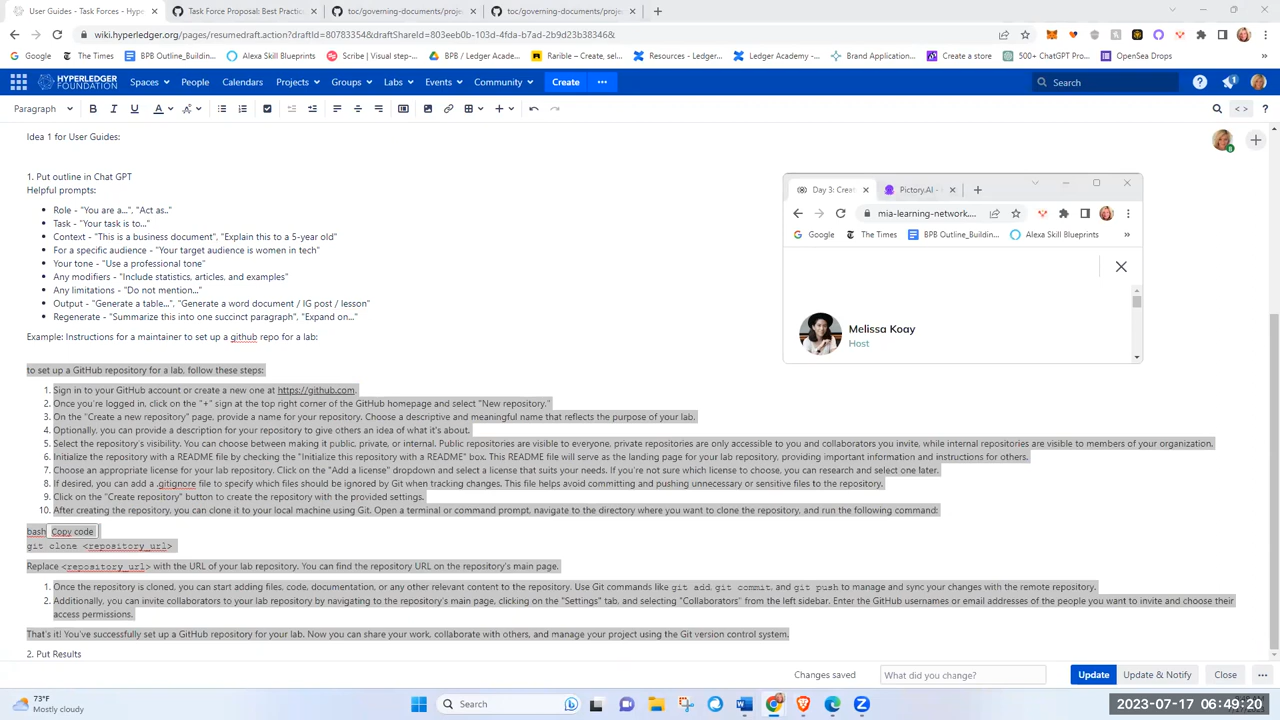 User Guides - Task Forces - Hyp
Task Force Proposal: Best Practic
toc/governing-documents/projec
toc/governing-documents/projec
wiki.hyperledger.org/pages/resumedraft.action?draftId=80783354&draftShareId=803eeb05-103d-4fda-b7ad-2b9d23b38346&
Google
The Times
BPB Outline_Building...
Alexa Skill Blueprints
Scribe | Visual step-...
BPB / Ledger Acade...
Rarible – Create, sel...
Resources - Ledger...
Ledger Academy -...
Brand Application...
Create a store
500+ ChatGPT Pro...
OpenSea Drops
HYPERLEDGER FOUNDATION
Spaces
People
Calendars
Projects
Groups
Labs
Events
Community
Create
Search
Paragraph
Idea 1 for User Guides:
1. Put outline in Chat GPT
Helpful prompts:
• Role - "You are a...", "Act as.."
• Task - "Your task is to..."
• Context - "This is a business document", "Explain this to a 5-year old"
• For a specific audience - "Your target audience is women in tech"
• Your tone - "Use a professional tone"
• Any modifiers - "Include statistics, articles, and examples"
• Any limitations - "Do not mention..."
• Output - "Generate a table...", "Generate a word document / IG post / lesson"
• Regenerate - "Summarize this into one succinct paragraph", "Expand on..."
Example: Instructions for a maintainer to set up a github repo for a lab:
Day 3: Creat
Pictory.AI -
mia-learning-network....
Google
The Times
BPB Outline_Buildin...
Alexa Skill Blueprints
Melissa Koay
Host
to set up a GitHub repository for a lab, follow these steps:
1. Sign in to your GitHub account or create a new one at https://github.com.
2. Once you're logged in, click on the "+" sign at the top right corner of the GitHub homepage and select "New repository."
3. On the "Create a new repository" page, provide a name for your repository. Choose a descriptive and meaningful name that reflects the purpose of your lab.
4. Optionally, you can provide a description for your repository to give others an idea of what it's about.
5. Select the repository's visibility. You can choose between making it public, private, or internal. Public repositories are visible to everyone, private repositories are only accessible to you and collaborators you invite, while internal repositories are visible to members of your organization.
6. Initialize the repository with a README file by checking the "Initialize this repository with a README" box. This README file will serve as the landing page for your lab repository, providing important information and instructions for others.
7. Choose an appropriate license for your lab repository. Click on the "Add a license" dropdown and select a license that suits your needs. If you're not sure which license to choose, you can research and select one later.
8. If desired, you can add a .gitignore file to specify which files should be ignored by Git when tracking changes. This file helps avoid committing and pushing unnecessary or sensitive files to the repository.
9. Click on the "Create repository" button to create the repository with the provided settings.
10. After creating the repository, you can clone it to your local machine using Git. Open a terminal or command prompt, navigate to the directory where you want to clone the repository, and run the following command:
bash Copy code
git clone <repository_url>
Replace <repository_url> with the URL of your lab repository. You can find the repository URL on the repository's main page.
1. Once the repository is cloned, you can start adding files, code, documentation, or any other relevant content to the repository. Use Git commands like git add, git commit, and git push to manage and sync your changes with the remote repository.
2. Additionally, you can invite collaborators to your lab repository by navigating to the repository's main page, clicking on the "Settings" tab, and selecting "Collaborators" from the left sidebar. Enter the GitHub usernames or email addresses of the people you want to invite and choose their
access permissions.
That's it! You've successfully set up a GitHub repository for your lab. Now you can share your work, collaborate with others, and manage your project using the Git version control system.
2. Put Results
Changes saved
What did you change?
Update
Update & Notify
Close
73°F
Mostly cloudy
Search
2023-07-17 06:49:20